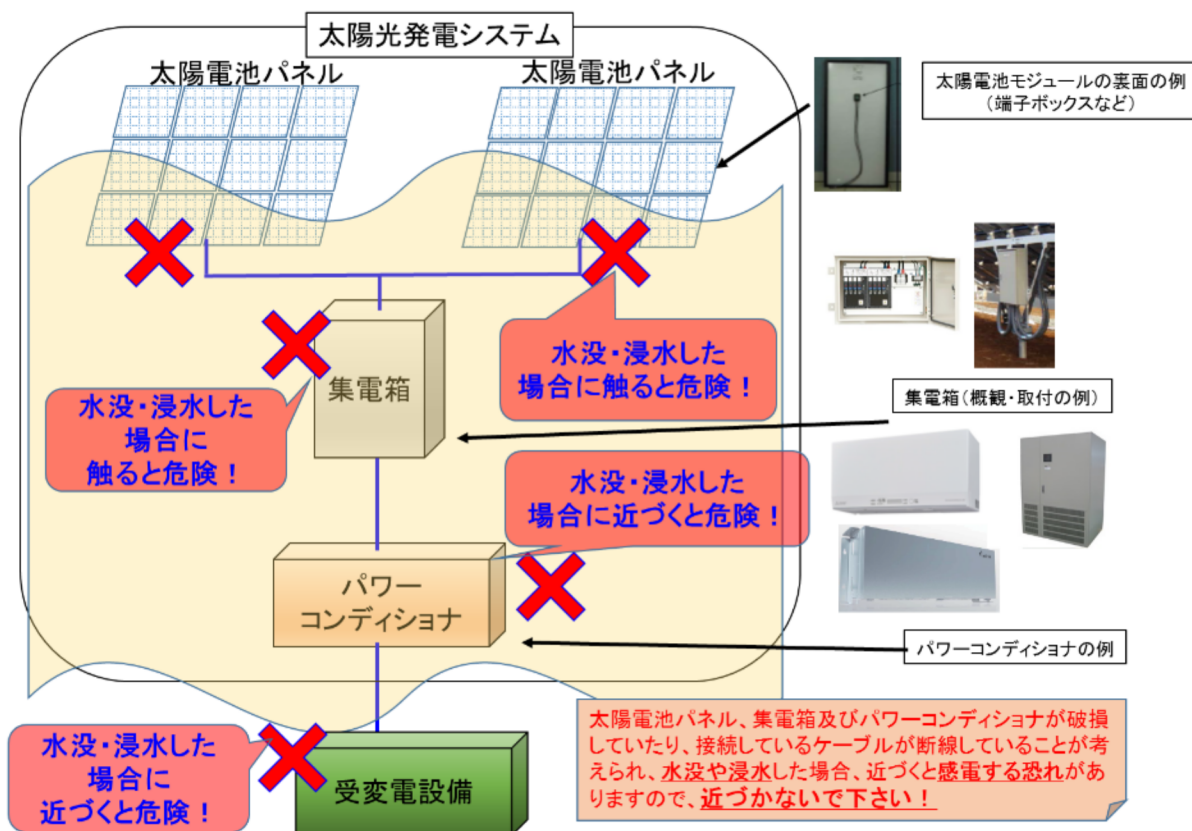 太陽光発電システム
太陽電池パネル
太陽電池パネル
太陽電池モジュールの裏面の例
（端子ボックスなど）
水没・浸水した
場合に触ると危険！
集電箱
水没・浸水した
場合に
触ると危険！
集電箱（概観・取付の例）
水没・浸水した
場合に近づくと危険！
パワー
コンディショナ
パワーコンディショナの例
水没・浸水した
場合に
近づくと危険！
受変電設備
太陽電池パネル、集電箱及びパワーコンディショナが破損
していたり、接続しているケーブルが断線していることが考
えられ、水没や浸水した場合、近づくと感電する恐れがあ
りますので、近づかないで下さい！